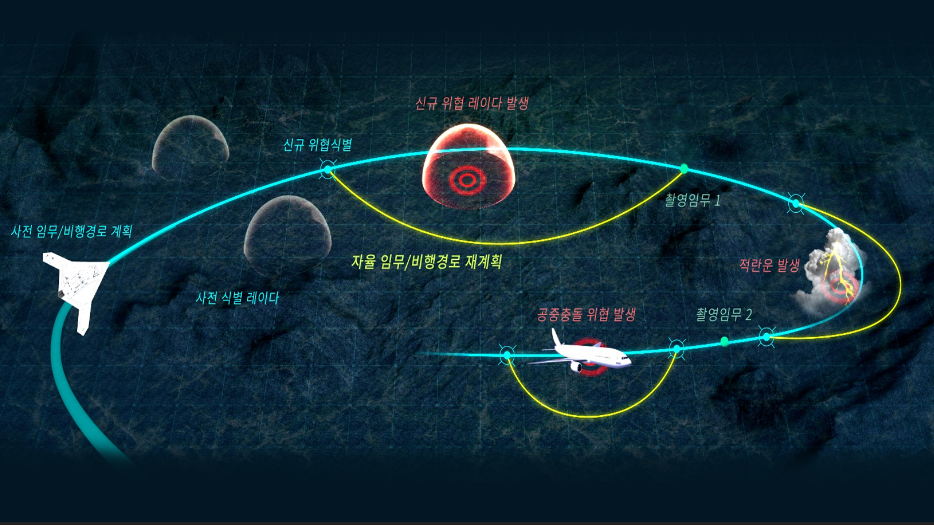 신규 위협 레이다 발생
신규 위협식별
촬영임무 1
사전 임무/비행경로 계획
자율 임무/비행경로 재계획
적란운 발생
사전 식별 레이다
공중충돌 위협 발생
촬영임무 2